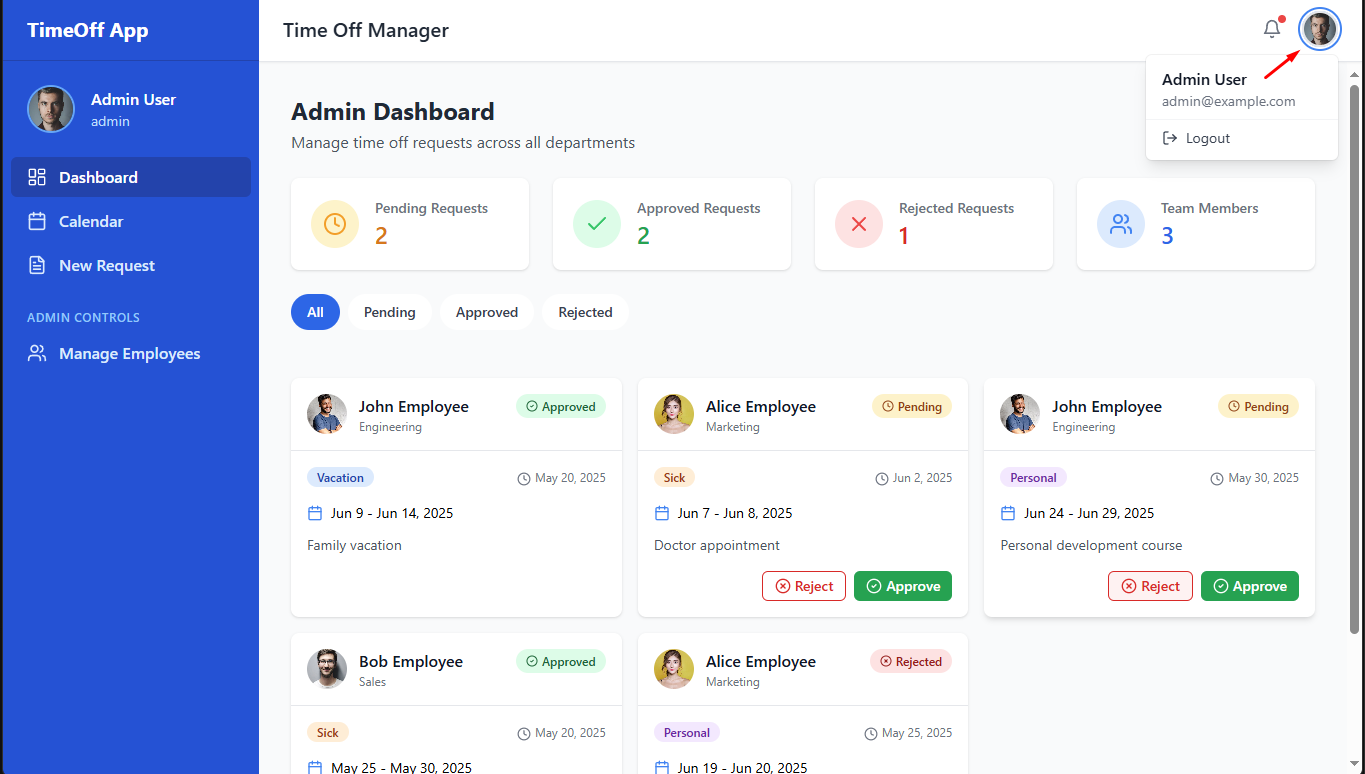 TimeOff App
Time Off Manager
Admin User
admin
Admin User
admin@example.com
Logout
Dashboard
Calendar
New Request
ADMIN CONTROLS
Manage Employees
Admin Dashboard
Manage time off requests across all departments
Pending Requests
2
Approved Requests
2
Rejected Requests
1
Team Members
3
All
Pending
Approved
Rejected
John Employee
Engineering
Approved
Vacation
May 20, 2025
Jun 9 - Jun 14, 2025
Family vacation
Alice Employee
Marketing
Pending
Sick
Jun 2, 2025
Jun 7 - Jun 8, 2025
Doctor appointment
Reject
Approve
John Employee
Engineering
Pending
Personal
May 30, 2025
Jun 24 - Jun 29, 2025
Personal development course
Reject
Approve
Bob Employee
Sales
Approved
Sick
May 20, 2025
May 25 - May 30, 2025
Alice Employee
Marketing
Rejected
Personal
May 25, 2025
Jun 19 - Jun 20, 2025